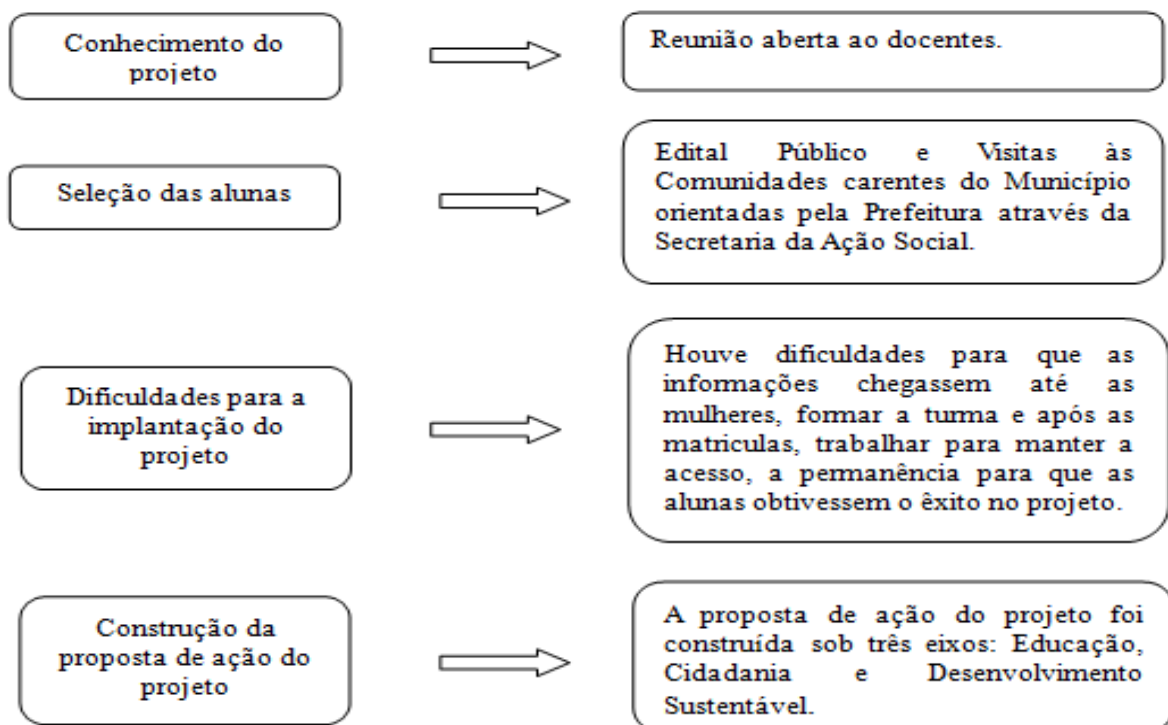 Conhecimento do
projeto
Reunião aberta ao docentes.
Seleção das alunas
Edital Público e Visitas às
Comunidades carentes do Município
orientadas pela Prefeitura através da
Secretaria da Ação Social.
Dificuldades para a
implantação do
projeto
Houve dificuldades para que as
informações chegassem até as
mulheres, formar a turma e após as
matriculas, trabalhar para manter a
acesso, a permanência para que as
alunas obtivessem o êxito no projeto.
Construção da
proposta de ação do
projeto
A proposta de ação do projeto foi
construída sob três eixos: Educação,
Cidadania e Desenvolvimento
Sustentável.